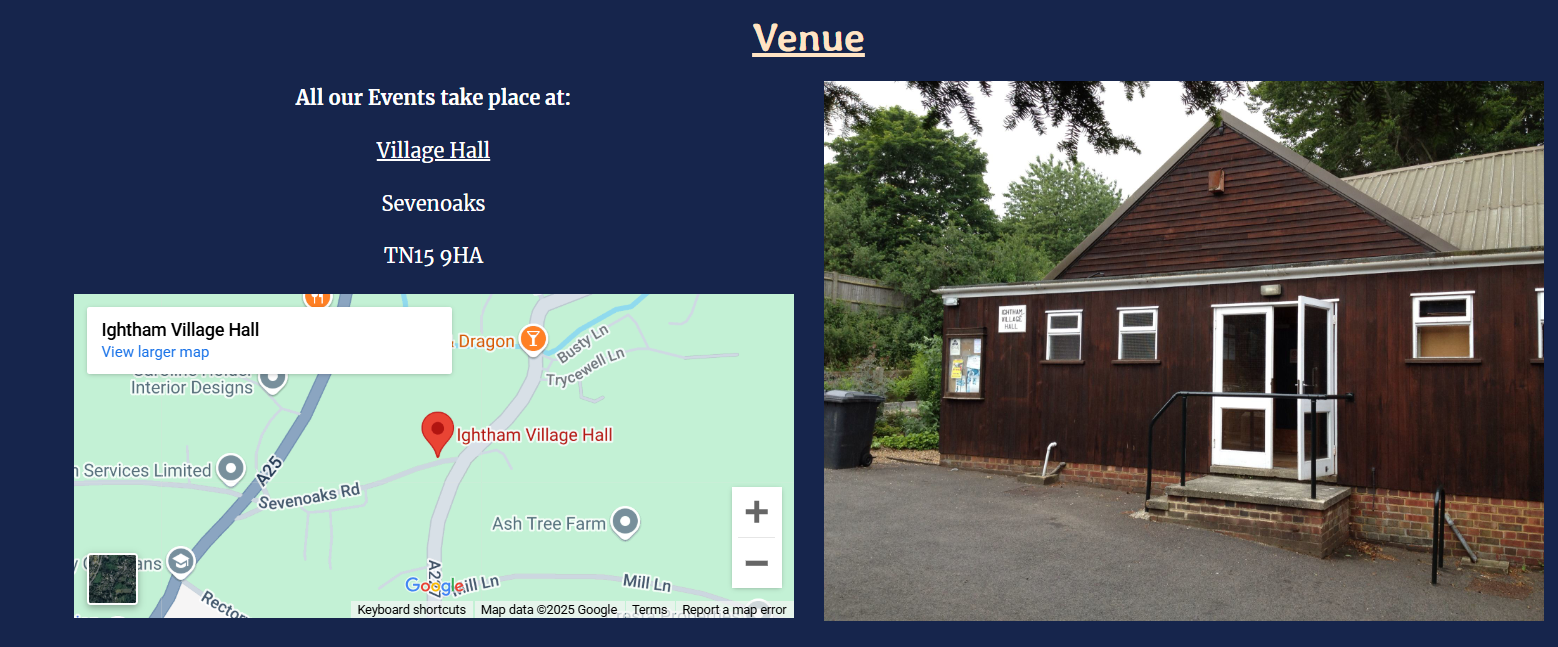 Venue
All our Events take place at:
Village Hall
Sevenoaks
TN15 9HA
Ightham Village Hall
View larger map
Dragon
Busty Ln
Trycewell Ln
Interior Designs
Ightham Village Hall
Services Limited
A25
Sevenoaks Rd
Ash Tree Farm
Mill Ln
Mill Ln
Google
Keyboard shortcuts
Map data ©2025 Google
Terms
Report a map error
IGHTHAM
VILLAGE
HALL